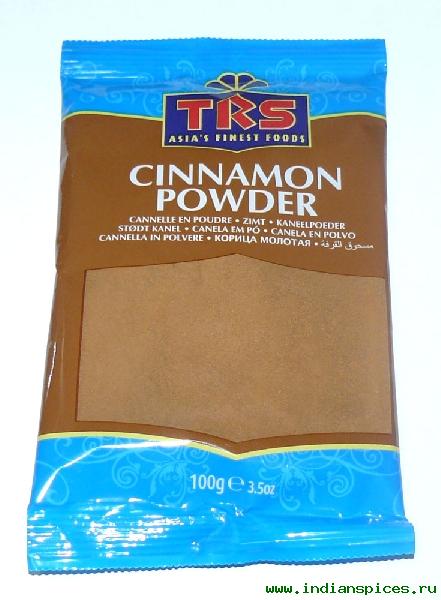 TRS
ASIA'S FINEST FOODS
CINNAMON
POWDER
CANNELLE EN POUDRE • ZIMT • KANEELPOEDER
STØDT KANEL • CANELA EM PÓ • CANELA EN POLVO
CANNELLA IN POLVERE • КОРИЦА МОЛОТАЯ • مسحوق القرفة
100g e 3.5oz
www.indianspices.ru